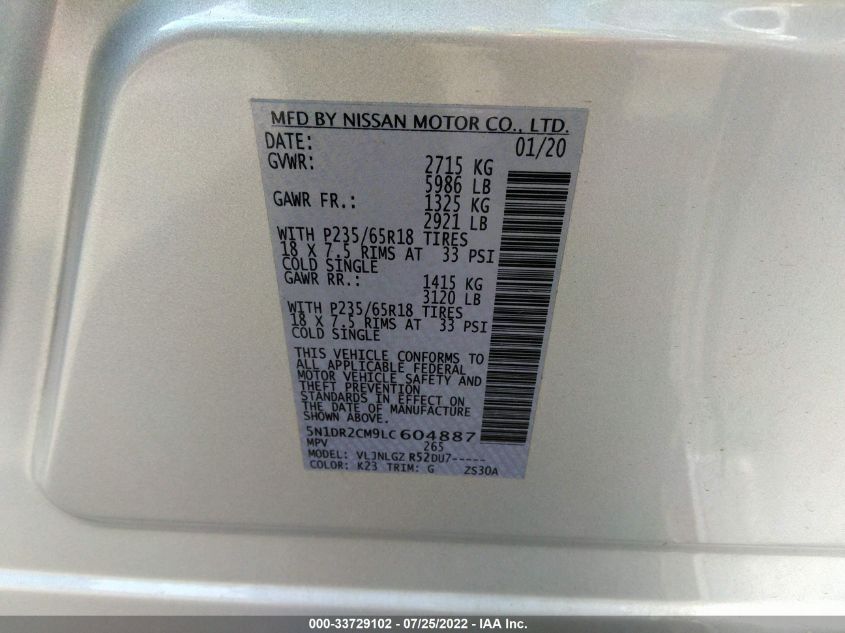 MFD BY NISSAN MOTOR CO., LTD.
DATE: 01/20
GVWR: 2715 KG
5986 LB
GAWR FR.: 1325 KG
2921 LB
WITH P235/65R18 TIRES
18 X 7.5 RIMS AT 33 PSI
COLD SINGLE
GAWR RR.: 1415 KG
3120 LB
WITH P235/65R18 TIRES
18 X 7.5 RIMS AT 33 PSI
COLD SINGLE
THIS VEHICLE CONFORMS TO
ALL APPLICABLE FEDERAL
MOTOR VEHICLE SAFETY AND
THEFT PREVENTION
STANDARDS IN EFFECT ON
THE DATE OF MANUFACTURE
SHOWN ABOVE.
5N1DR2CM9LC604887
MPV 265
MODEL: VLJNLGZ R52DU7-----
COLOR: K23 TRIM: G ZS30A
000-33729102 - 07/25/2022 - IAA Inc.